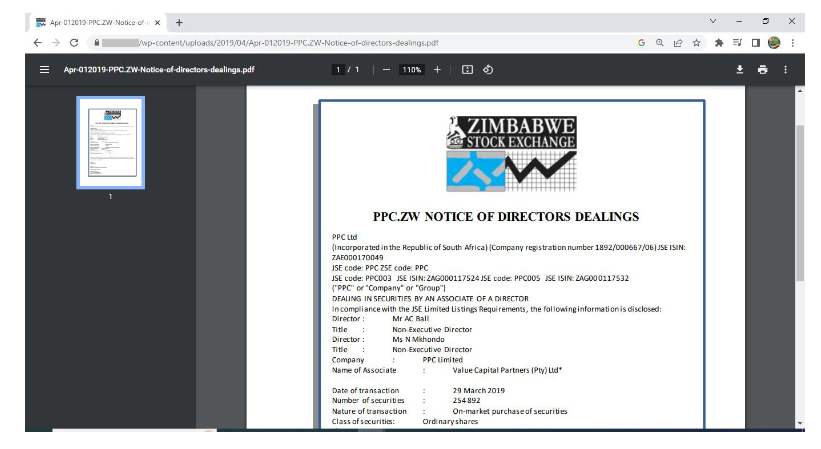 Apr-012019-PPC.ZW-Notice-of-
/wp-content/uploads/2019/04/Apr-012019-PPC.ZW-Notice-of-directors-dealings.pdf
Apr-012019-PPC.ZW-Notice-of-directors-dealings.pdf
1 / 1
110%
ZIMBABWE
STOCK EXCHANGE
1
PPC.ZW NOTICE OF DIRECTORS DEALINGS
PPC Ltd
(Incorporated in the Republic of South Africa) (Company registration number 1892/000667/06) JSE ISIN:
ZAE000170049
JSE code: PPC ZSE code: PPC
JSE code: PPC003 JSE ISIN: ZAG000117524 JSE code: PPC005 JSE ISIN: ZAG000117532
("PPC" or "Company" or "Group")
DEALING IN SECURITIES BY AN ASSOCIATE OF A DIRECTOR
In compliance with the JSE Limited Listings Requirements, the following information is disclosed:
Director : Mr AC Ball
Title : Non-Executive Director
Director : Ms N Mkhondo
Title : Non-Executive Director
Company : PPC Limited
Name of Associate : Value Capital Partners (Pty) Ltd*
Date of transaction : 29 March 2019
Number of securities : 254 892
Nature of transaction : On-market purchase of securities
Class of securities: Ordinary shares